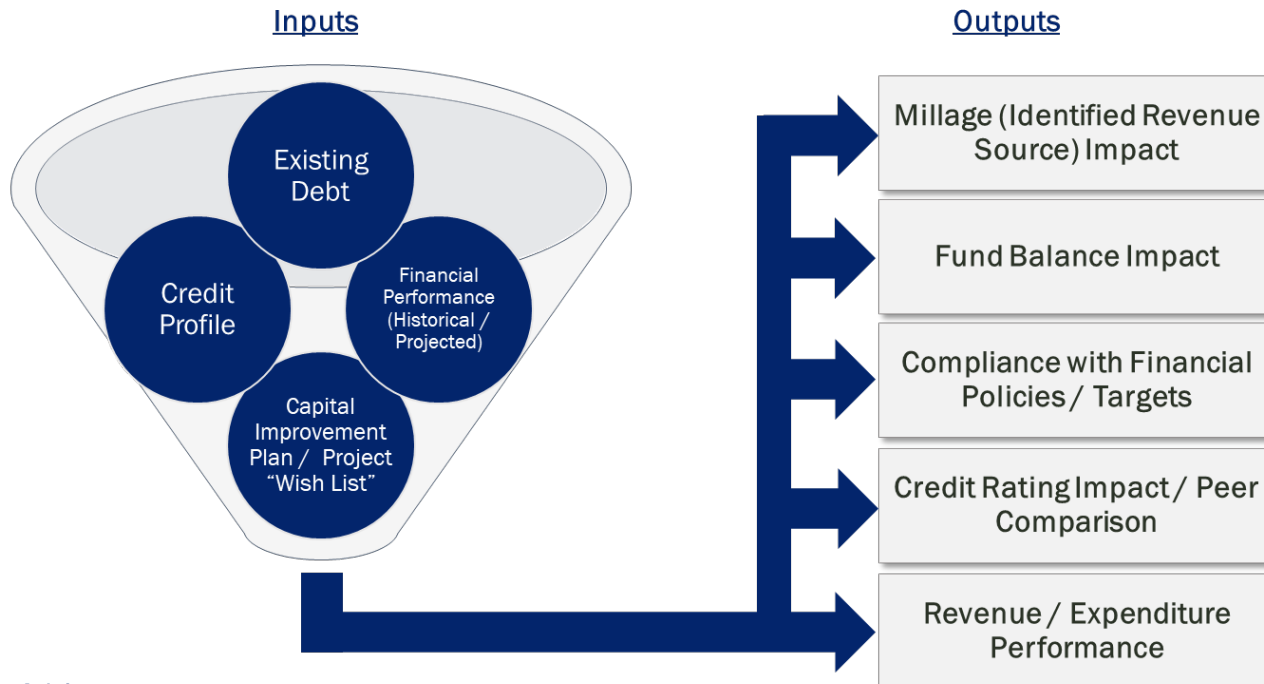 Inputs
Outputs
Existing
Debt
Credit
Profile
Financial
Performance
(Historical /
Projected)
Capital
Improvement
Plan / Project
“Wish List”
Millage (Identified Revenue
Source) Impact
Fund Balance Impact
Compliance with Financial
Policies / Targets
Credit Rating Impact / Peer
Comparison
Revenue / Expenditure
Performance